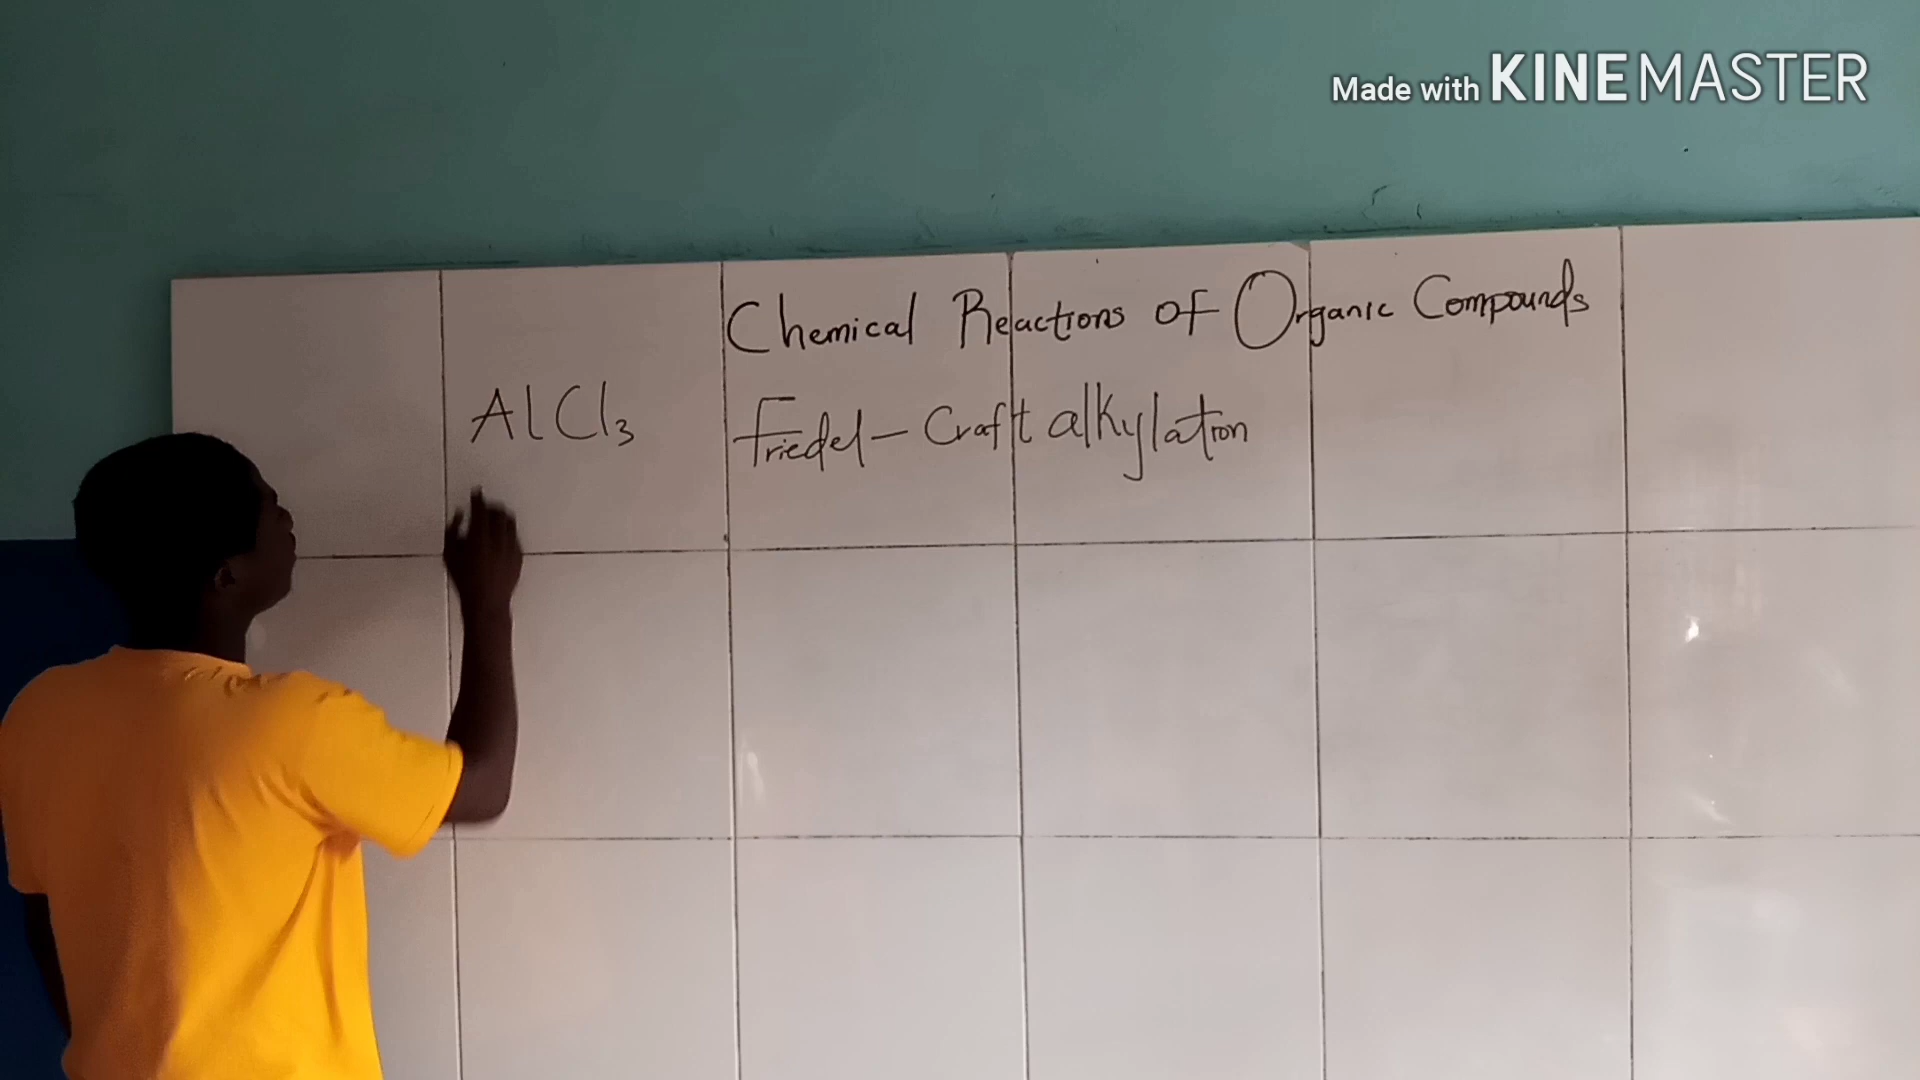 Made with KINEMASTER
Chemical Reactions of Organic Compounds
AlCl₃ Friedel-Craft alkylation